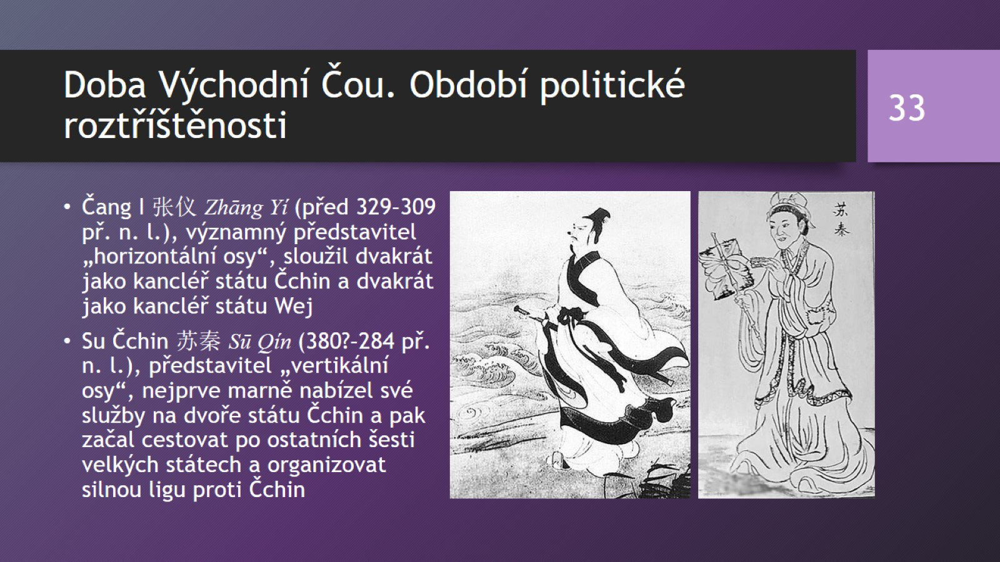 Doba Východní Čou. Období politické
roztříštěnosti
33
• Čang I 张仪 Zhāng Yí (před 329–309
př. n. l.), významný představitel
„horizontální osy“, sloužil dvakrát
jako kancléř státu Čchin a dvakrát
jako kancléř státu Wej
• Su Čchin 苏秦 Sū Qín (380?–284 př.
n. l.), představitel „vertikální
osy“, nejprve marně nabízel své
služby na dvoře státu Čchin a pak
začal cestovat po ostatních šesti
velkých státech a organizovat
silnou ligu proti Čchin
苏秦